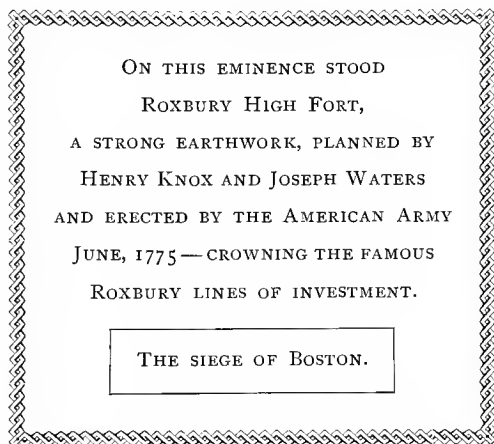 On this eminence stood
Roxbury High Fort,
a strong earthwork, planned by
Henry Knox and Joseph Waters
and erected by the American Army
June, 1775—crowning the famous
Roxbury lines of investment.
The siege of Boston.